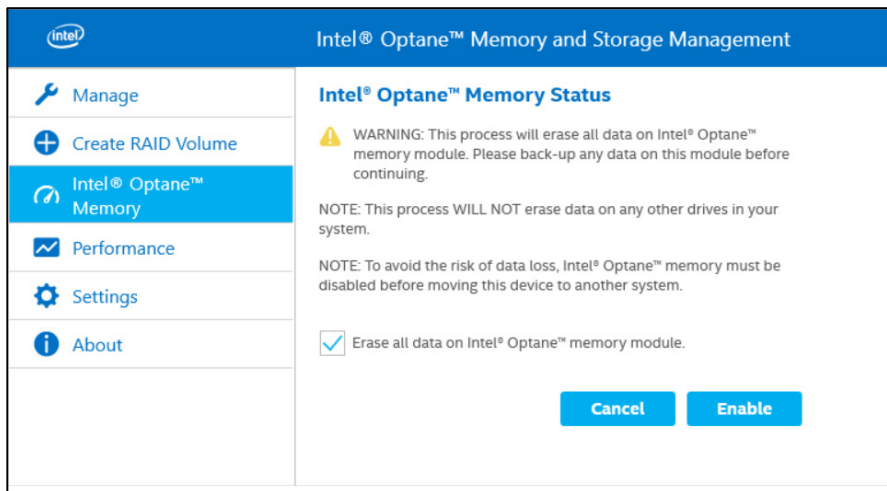 intel
Intel® Optane™ Memory and Storage Management
Manage
Create RAID Volume
Intel® Optane™
Memory
Performance
Settings
About
Intel® Optane™ Memory Status
WARNING: This process will erase all data on Intel® Optane™
memory module. Please back-up any data on this module before
continuing.
NOTE: This process WILL NOT erase data on any other drives in your
system.
NOTE: To avoid the risk of data loss, Intel® Optane™ memory must be
disabled before moving this device to another system.
Erase all data on Intel® Optane™ memory module.
Cancel
Enable